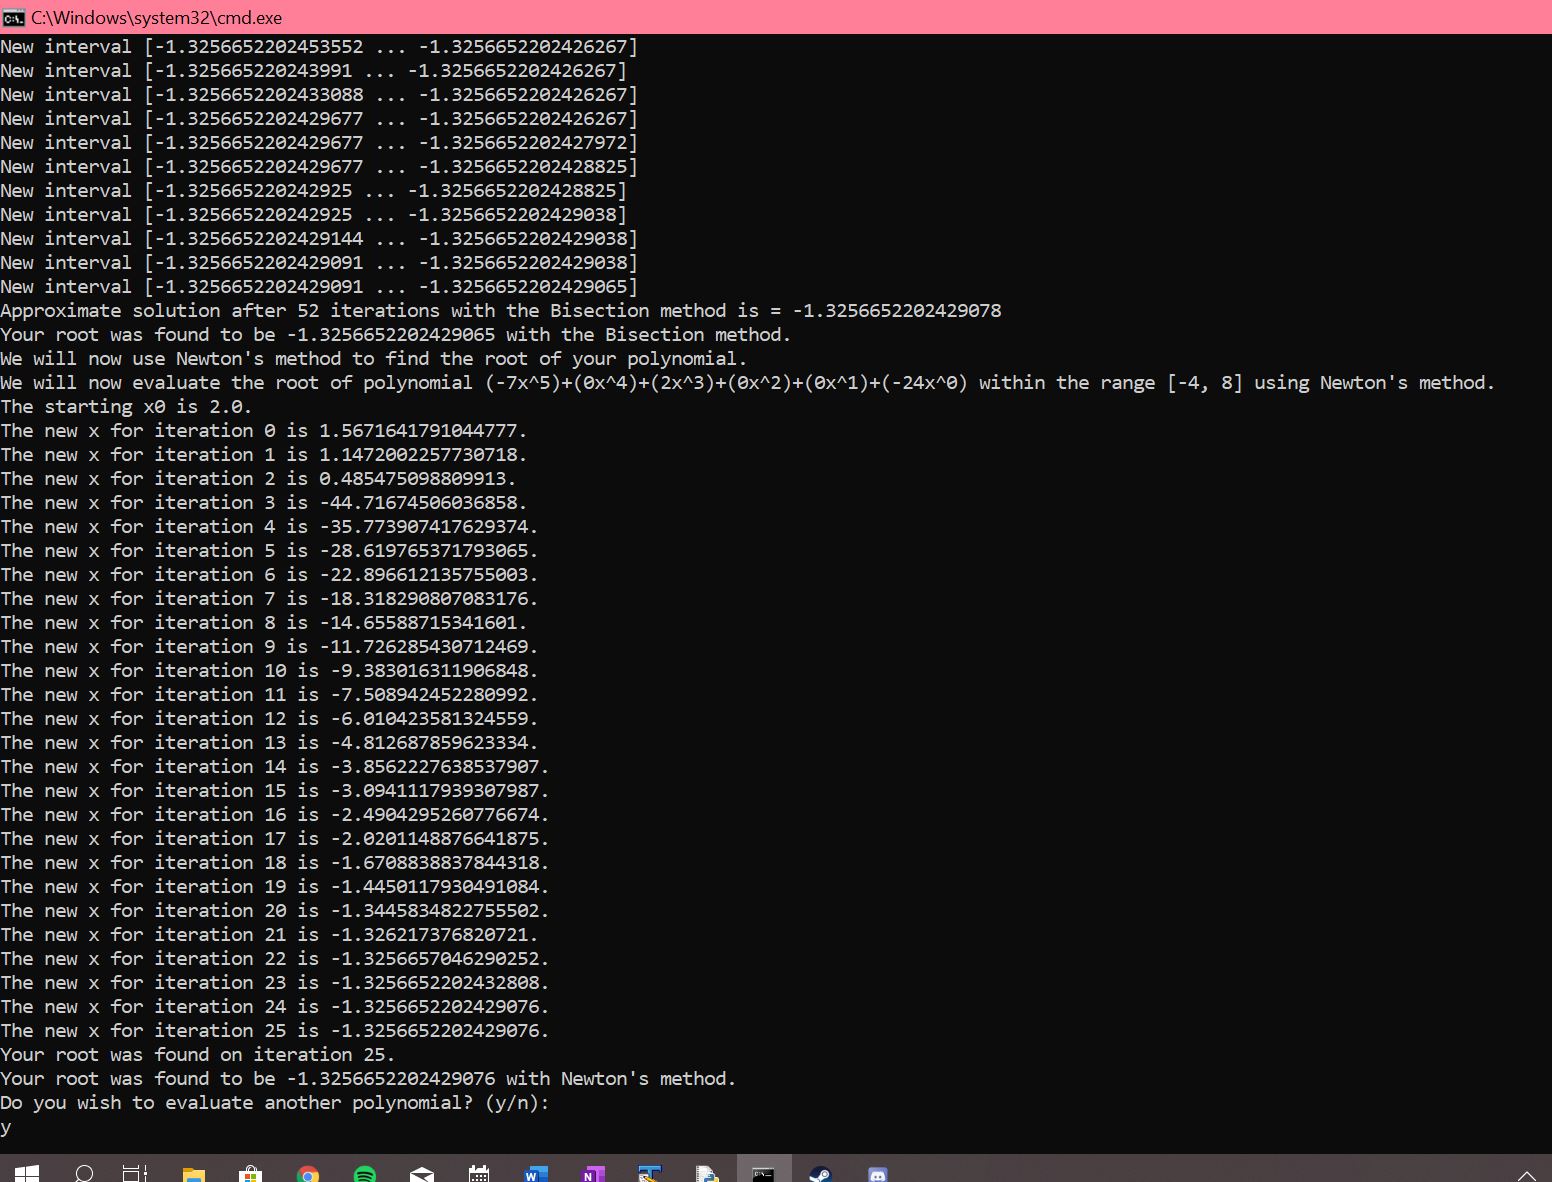 C:\Windows\system32\cmd.exe
New interval [-1.3256652202453552 ... -1.3256652202426267]
New interval [-1.325665220243991 ... -1.3256652202426267]
New interval [-1.3256652202433088 ... -1.3256652202426267]
New interval [-1.3256652202429677 ... -1.3256652202426267]
New interval [-1.3256652202429677 ... -1.3256652202427972]
New interval [-1.3256652202429677 ... -1.3256652202428825]
New interval [-1.325665220242925 ... -1.3256652202428825]
New interval [-1.325665220242925 ... -1.3256652202429038]
New interval [-1.3256652202429144 ... -1.3256652202429038]
New interval [-1.3256652202429091 ... -1.3256652202429038]
New interval [-1.3256652202429091 ... -1.3256652202429065]
Approximate solution after 52 iterations with the Bisection method is = -1.3256652202429078
Your root was found to be -1.3256652202429065 with the Bisection method.
We will now use Newton's method to find the root of your polynomial.
We will now evaluate the root of polynomial (-7x^5)+(0x^4)+(2x^3)+(0x^2)+(0x^1)+(-24x^0) within the range [-4, 8] using Newton's method.
The starting x0 is 2.0.
The new x for iteration 0 is 1.5671641791044777.
The new x for iteration 1 is 1.1472002257730718.
The new x for iteration 2 is 0.485475098809913.
The new x for iteration 3 is -44.71674506036858.
The new x for iteration 4 is -35.773907417629374.
The new x for iteration 5 is -28.619765371793065.
The new x for iteration 6 is -22.896612135755003.
The new x for iteration 7 is -18.318290807083176.
The new x for iteration 8 is -14.65588715341601.
The new x for iteration 9 is -11.726285430712469.
The new x for iteration 10 is -9.383016311906848.
The new x for iteration 11 is -7.508942452280992.
The new x for iteration 12 is -6.010423581324559.
The new x for iteration 13 is -4.812687859623334.
The new x for iteration 14 is -3.8562227638537907.
The new x for iteration 15 is -3.0941117939307987.
The new x for iteration 16 is -2.4904295260776674.
The new x for iteration 17 is -2.0201148876641875.
The new x for iteration 18 is -1.6708838837844318.
The new x for iteration 19 is -1.4450117930491084.
The new x for iteration 20 is -1.3445834822755502.
The new x for iteration 21 is -1.326217376820721.
The new x for iteration 22 is -1.3256657046290252.
The new x for iteration 23 is -1.3256652202432808.
The new x for iteration 24 is -1.3256652202429076.
The new x for iteration 25 is -1.3256652202429076.
Your root was found on iteration 25.
Your root was found to be -1.3256652202429076 with Newton's method.
Do you wish to evaluate another polynomial? (y/n):
y